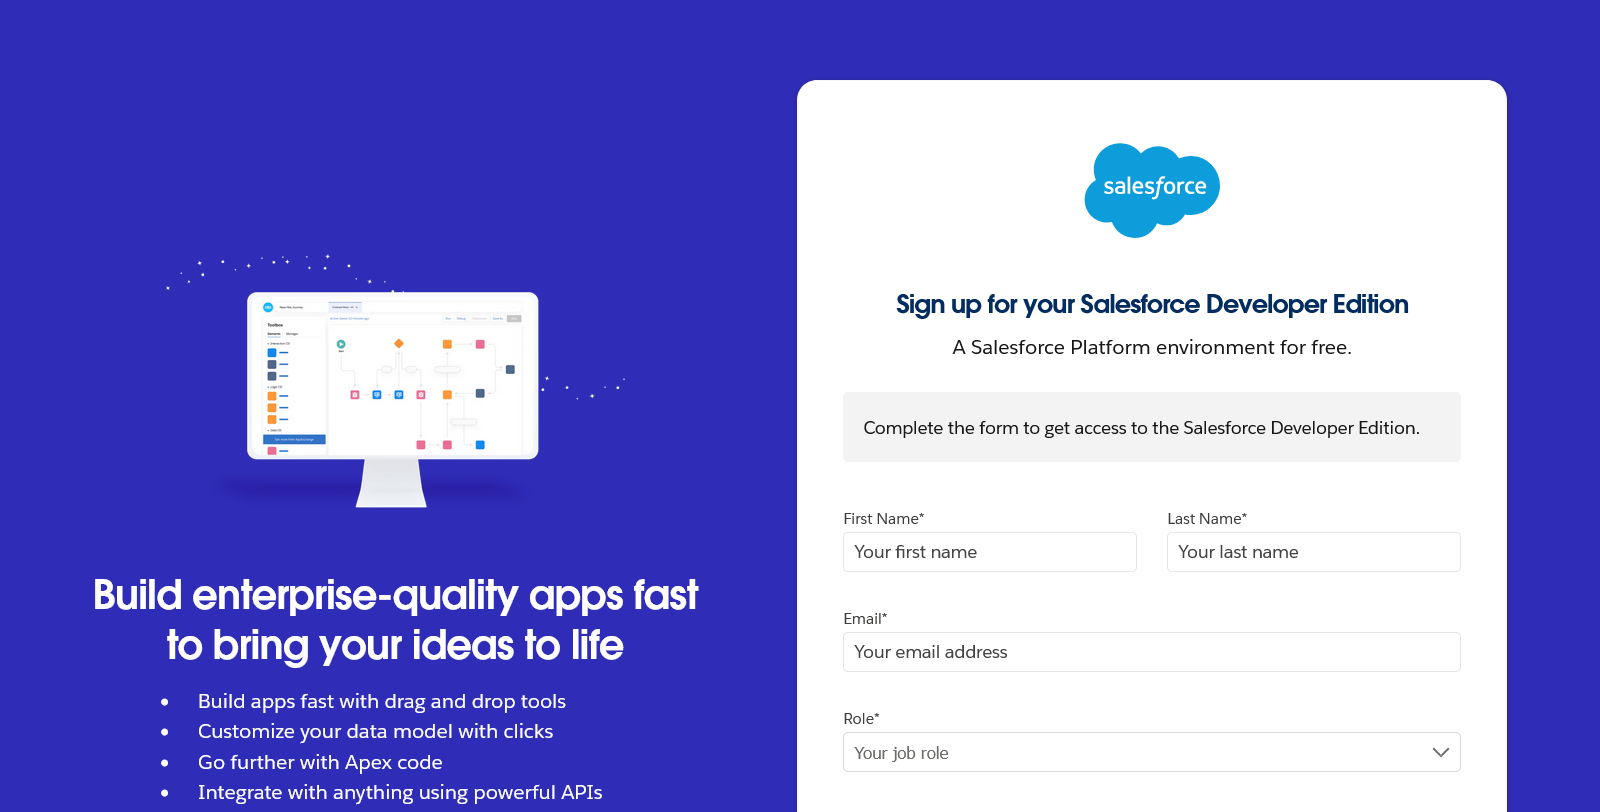 Toolbox
Elements Manager
Build enterprise-quality apps fast
to bring your ideas to life
Build apps fast with drag and drop tools
Customize your data model with clicks
Go further with Apex code
Integrate with anything using powerful APIs
salesforce
Sign up for your Salesforce Developer Edition
A Salesforce Platform environment for free.
Complete the form to get access to the Salesforce Developer Edition.
First Name* Last Name*
Your first name Your last name
Email*
Your email address
Role*
Your job role